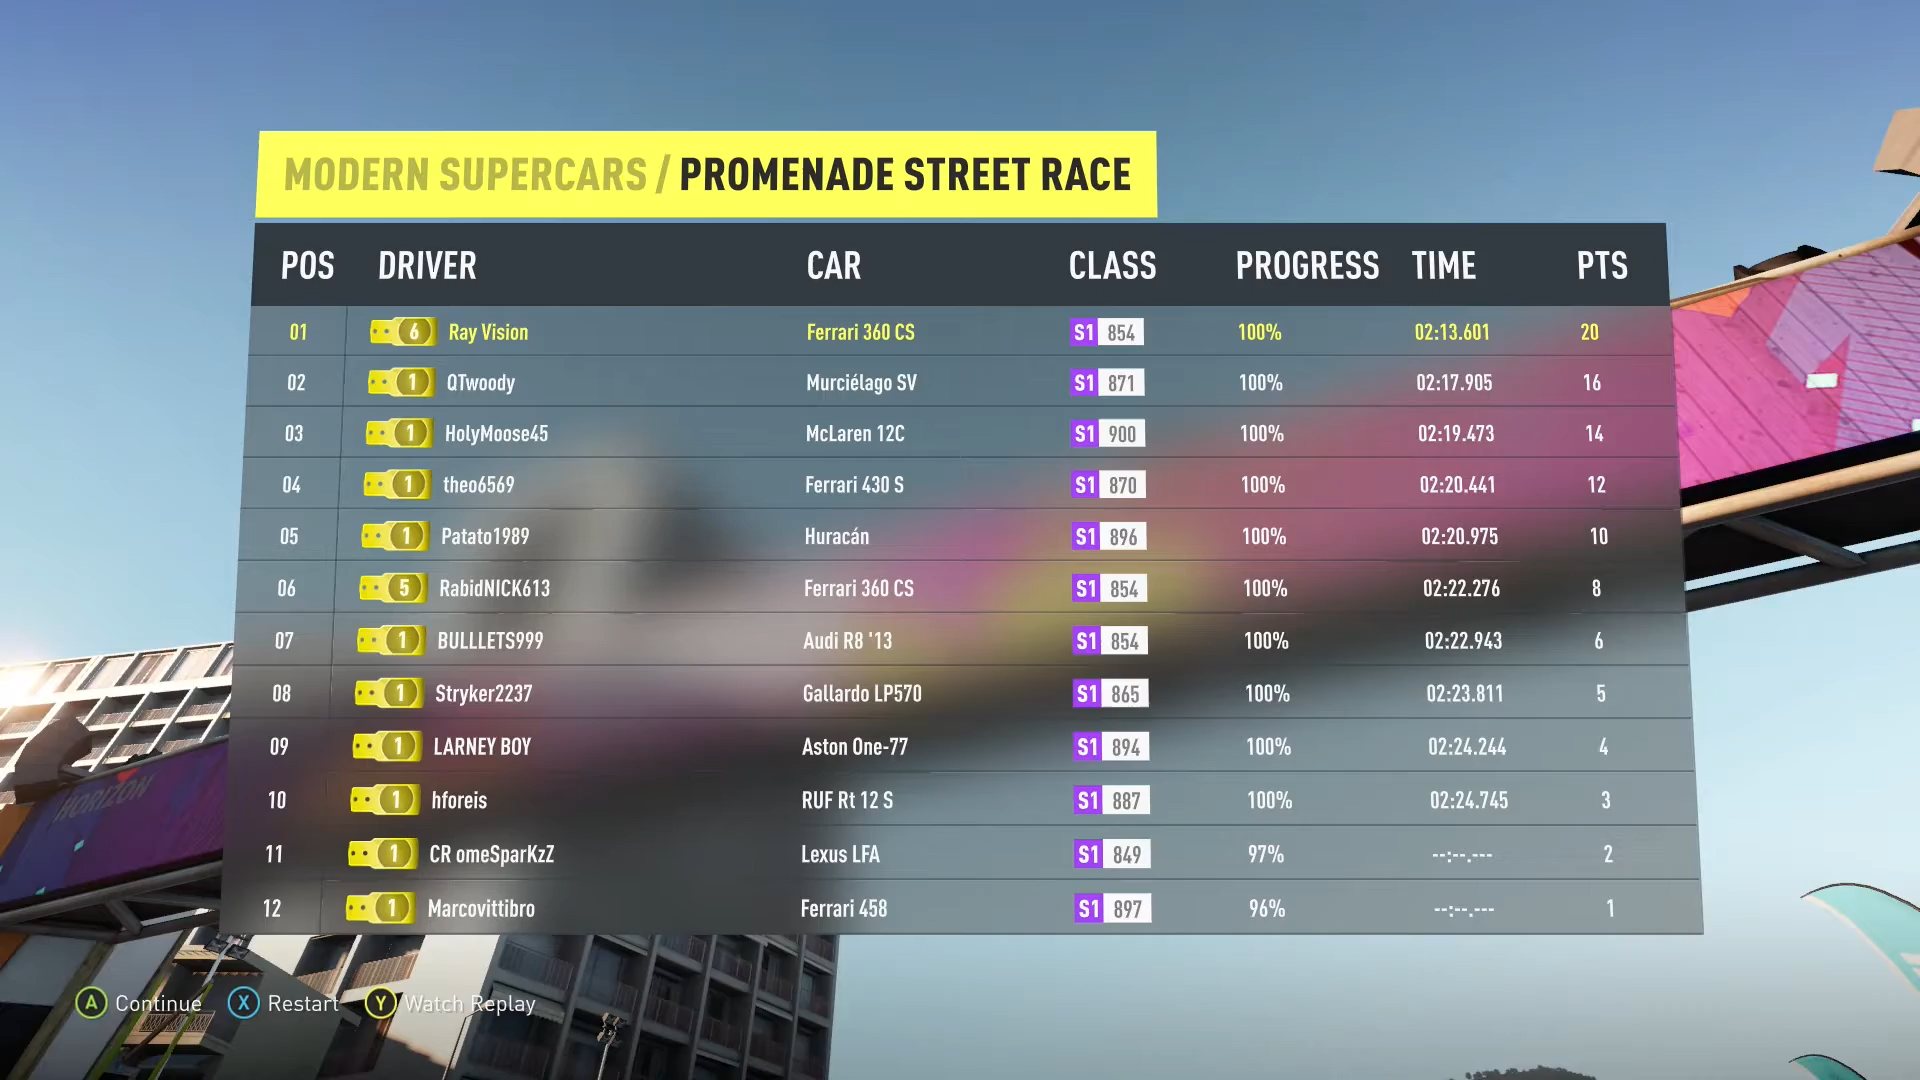 MODERN SUPERCARS / PROMENADE STREET RACE
POS DRIVER CAR CLASS PROGRESS TIME PTS
01 6 Ray Vision Ferrari 360 CS S1 854 100% 02:13.601 20
02 1 QTwoody Murciélago SV S1 871 100% 02:17.905 16
03 1 HolyMoose45 McLaren 12C S1 900 100% 02:19.473 14
04 1 theo6569 Ferrari 430 S S1 870 100% 02:20.441 12
05 1 Patato1989 Huracán S1 896 100% 02:20.975 10
06 5 RabidNICK613 Ferrari 360 CS S1 854 100% 02:22.276 8
07 1 BULLLETS999 Audi R8 '13 S1 854 100% 02:22.943 6
08 1 Stryker2237 Gallardo LP570 S1 865 100% 02:23.811 5
09 1 LARNEY BOY Aston One-77 S1 894 100% 02:24.244 4
10 1 hforeis RUF Rt 12 S S1 887 100% 02:24.745 3
11 1 CR omeSparKzZ Lexus LFA S1 849 97% --:--.--- 2
12 1 Marcovittibro Ferrari 458 S1 897 96% --:--.--- 1
HORIZON
A Continue X Restart Y Watch Replay